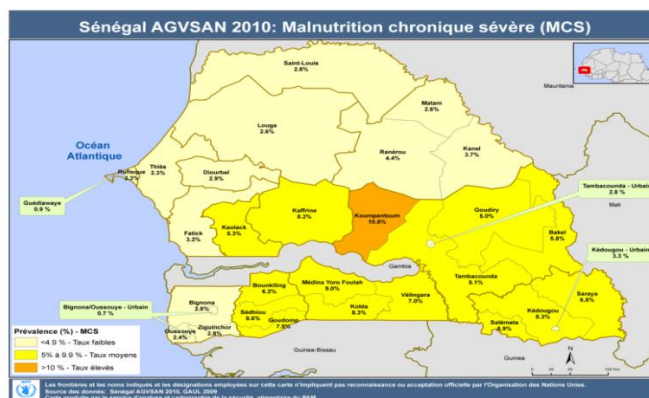 Sénégal AGVSAN 2010: Malnutrition chronique sévère (MCS)
Saint-Louis
2.8%
Mauritania
Matam
2.6%
Louga
2.6%
Océan
Atlantique
Ranérou
4.4%
Kanel
3.7%
Thiès
2.3%
Rufisque
2.3%
Diourbel
2.9%
Tambacounda - Urbain
2.8 %
Mali
Guédiawaye
0.9 %
Kaffrine
8.2%
Koumpentoum
Goudiry
5.0%
Fatick
3.2%
Kaolack
6.3%
Bakel
5.8%
Kédougou - Urbain
3.3 %
Gambia
Tambacounda
5.1%
Bounkiling
6.2%
Médina Yoro Foulah
9.0%
Vélingara
7.0%
Saraya
6.8%
Bignona/Oussouye - Urbain
0.7 %
Bignona
2.8%
Sédhiou
8.8%
Kolda
8.3%
Kédougou
6.3%
Goudomp
7.9%
Salémata
Oussouye
2.4%
Ziguinchor
2.8%
Guinea-Bissau
Guinea
N
Prévalence (%) - MCS
<4.9 % - Taux faibles
5% à 9.9 % - Taux moyens
>10 % - Taux élevés
Les frontières et les noms indiqués et les désignations employées sur cette carte n'impliquent pas reconnaissance ou acceptation officielle par l'Organisation des Nations Unies.
Source des données: Sénégal AGVSAN 2010, GAUL 2009